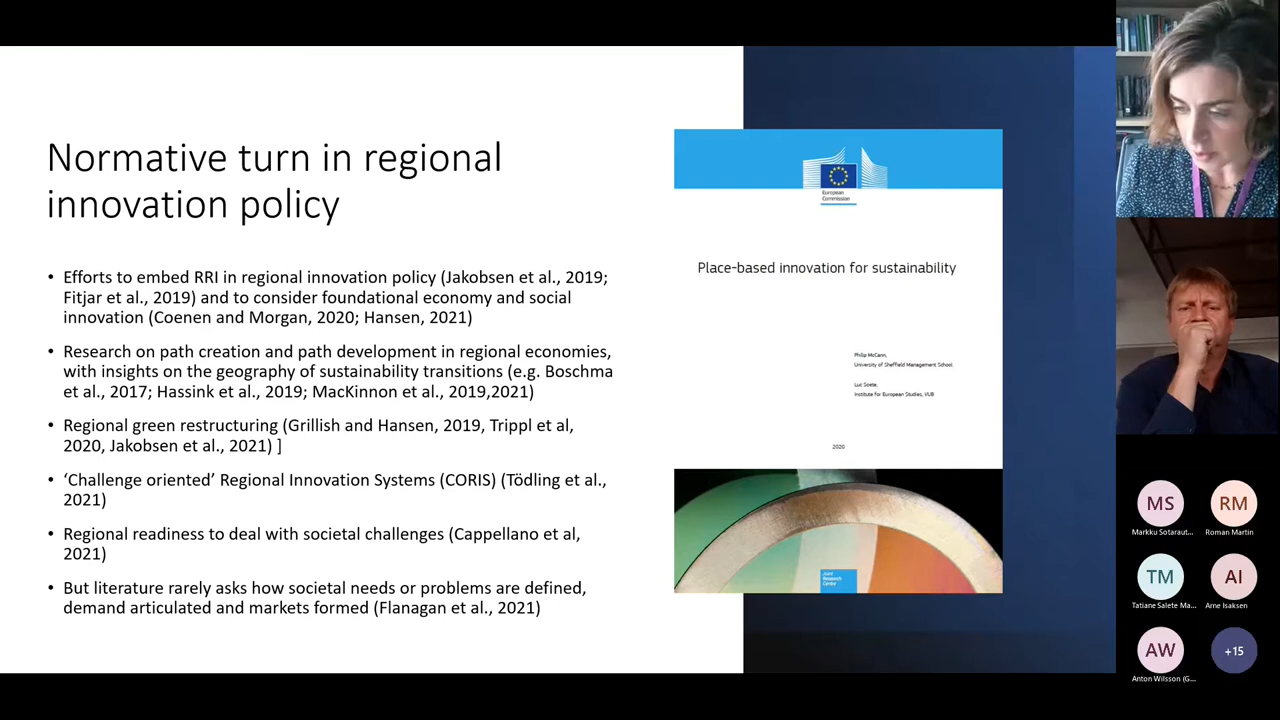 Normative turn in regional
innovation policy
• Efforts to embed RRI in regional innovation policy (Jakobsen et al., 2019;
Fitjar et al., 2019) and to consider foundational economy and social
innovation (Coenen and Morgan, 2020; Hansen, 2021)
• Research on path creation and path development in regional economies,
with insights on the geography of sustainability transitions (e.g. Boschma
et al., 2017; Hassink et al., 2019; MacKinnon et al., 2019,2021)
• Regional green restructuring (Grillish and Hansen, 2019, Trippl et al,
2020, Jakobsen et al., 2021) ]
• ‘Challenge oriented’ Regional Innovation Systems (CORIS) (Tödling et al.,
2021)
• Regional readiness to deal with societal challenges (Cappellano et al,
2021)
• But literature rarely asks how societal needs or problems are defined,
demand articulated and markets formed (Flanagan et al., 2021)
European
Commission
Place-based innovation for sustainability
Philip McCann,
University of Sheffield Management School
Luc Soete,
Institute for European Studies, VUB
2020
Joint
Research
Centre
MS
RM
Markku Sotaraut...
Roman Martin
TM
AI
Tatiane Salete Ma...
Arne Isaksen
AW
+15
Anton Wilsson (G...